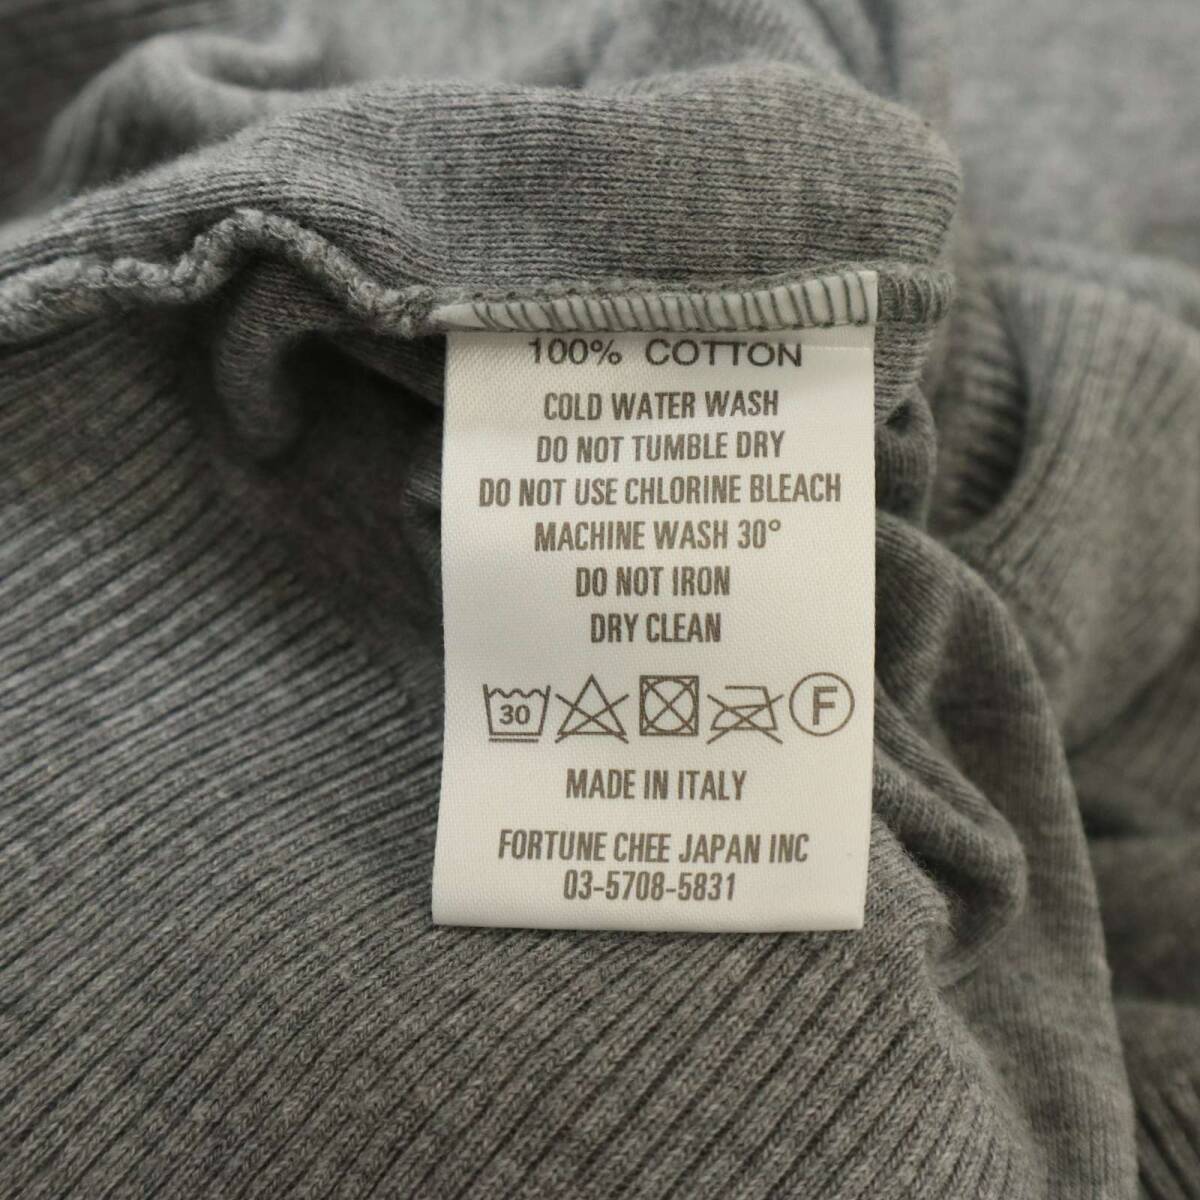 100% COTTON
COLD WATER WASH
DO NOT TUMBLE DRY
DO NOT USE CHLORINE BLEACH
MACHINE WASH 30°
DO NOT IRON
DRY CLEAN
30 F
MADE IN ITALY
FORTUNE CHEE JAPAN INC
03-5708-5831